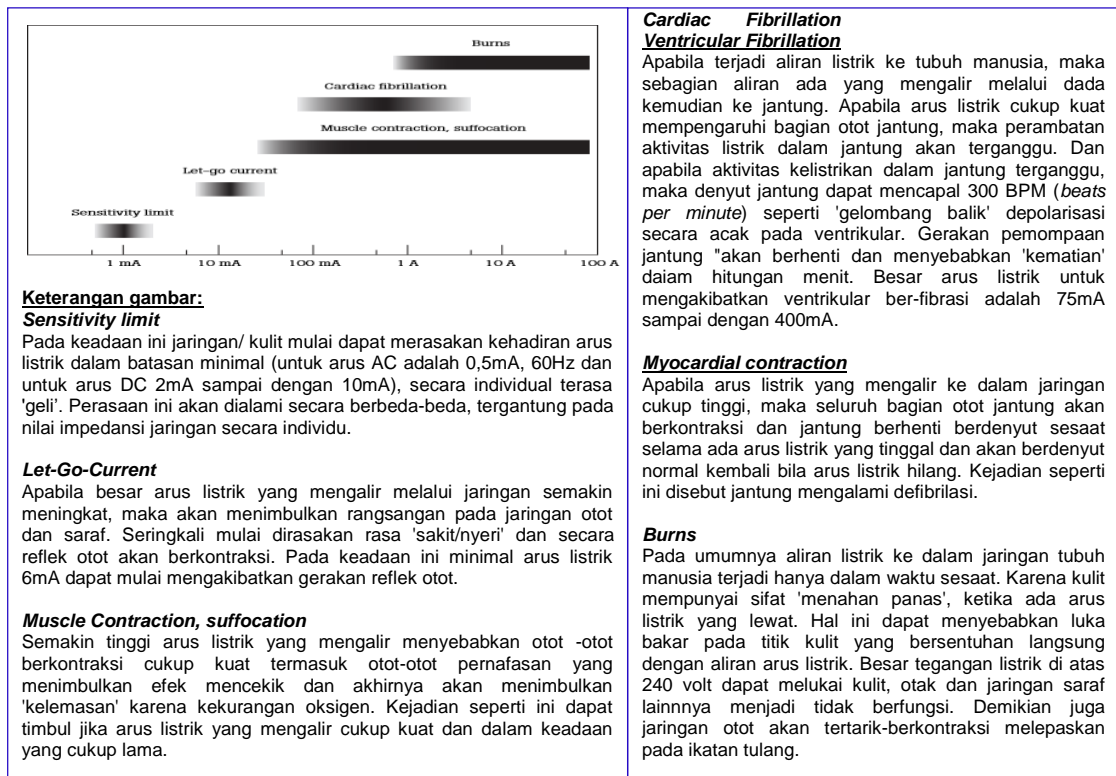 Burns
Cardiac fibrillation
Muscle contraction, suffocation
Let-go current
Sensitivity limit
1 mA 10 mA 100 mA 1 A 10 A 100 A
Keterangan gambar:
Sensitivity limit
Pada keadaan ini jaringan/ kulit mulai dapat merasakan kehadiran arus
listrik dalam batasan minimal (untuk arus AC adalah 0,5mA, 60Hz dan
untuk arus DC 2mA sampai dengan 10mA), secara individual terasa
'geli'. Perasaan ini akan dialami secara berbeda-beda, tergantung pada
nilai impedansi jaringan secara individu.
Let-Go-Current
Apabila besar arus listrik yang mengalir melalui jaringan semakin
meningkat, maka akan menimbulkan rangsangan pada jaringan otot
dan saraf. Seringkali mulai dirasakan rasa 'sakit/nyeri' dan secara
reflek otot akan berkontraksi. Pada keadaan ini minimal arus listrik
6mA dapat mulai mengakibatkan gerakan reflek otot.
Muscle Contraction, suffocation
Semakin tinggi arus listrik yang mengalir menyebabkan otot -otot
berkontraksi cukup kuat termasuk otot-otot pernafasan yang
menimbulkan efek mencekik dan akhirnya akan menimbulkan
'kelemasan' karena kekurangan oksigen. Kejadian seperti ini dapat
timbul jika arus listrik yang mengalir cukup kuat dan dalam keadaan
yang cukup lama.
Cardiac Fibrillation
Ventricular Fibrillation
Apabila terjadi aliran listrik ke tubuh manusia, maka
sebagian aliran ada yang mengalir melalui dada
kemudian ke jantung. Apabila arus listrik cukup kuat
mempengaruhi bagian otot jantung, maka perambatan
aktivitas listrik dalam jantung akan terganggu. Dan
apabila aktivitas kelistrikan dalam jantung terganggu,
maka denyut jantung dapat mencapal 300 BPM (beats
per minute) seperti 'gelombang balik' depolarisasi
secara acak pada ventrikular. Gerakan pemompaan
jantung "akan berhenti dan menyebabkan 'kematian'
daiam hitungan menit. Besar arus listrik untuk
mengakibatkan ventrikular ber-fibrasi adalah 75mA
sampai dengan 400mA.
Myocardial contraction
Apabila arus listrik yang mengalir ke dalam jaringan
cukup tinggi, maka seluruh bagian otot jantung akan
berkontraksi dan jantung berhenti berdenyut sesaat
selama ada arus listrik yang tinggal dan akan berdenyut
normal kembali bila arus listrik hilang. Kejadian seperti
ini disebut jantung mengalami defibrilasi.
Burns
Pada umumnya aliran listrik ke dalam jaringan tubuh
manusia terjadi hanya dalam waktu sesaat. Karena kulit
mempunyai sifat 'menahan panas', ketika ada arus
listrik yang lewat. Hal ini dapat menyebabkan luka
bakar pada titik kulit yang bersentuhan langsung
dengan aliran arus listrik. Besar tegangan listrik di atas
240 volt dapat melukai kulit, otak dan jaringan saraf
lainnnya menjadi tidak berfungsi. Demikian juga
jaringan otot akan tertarik-berkontraksi melepaskan
pada ikatan tulang.